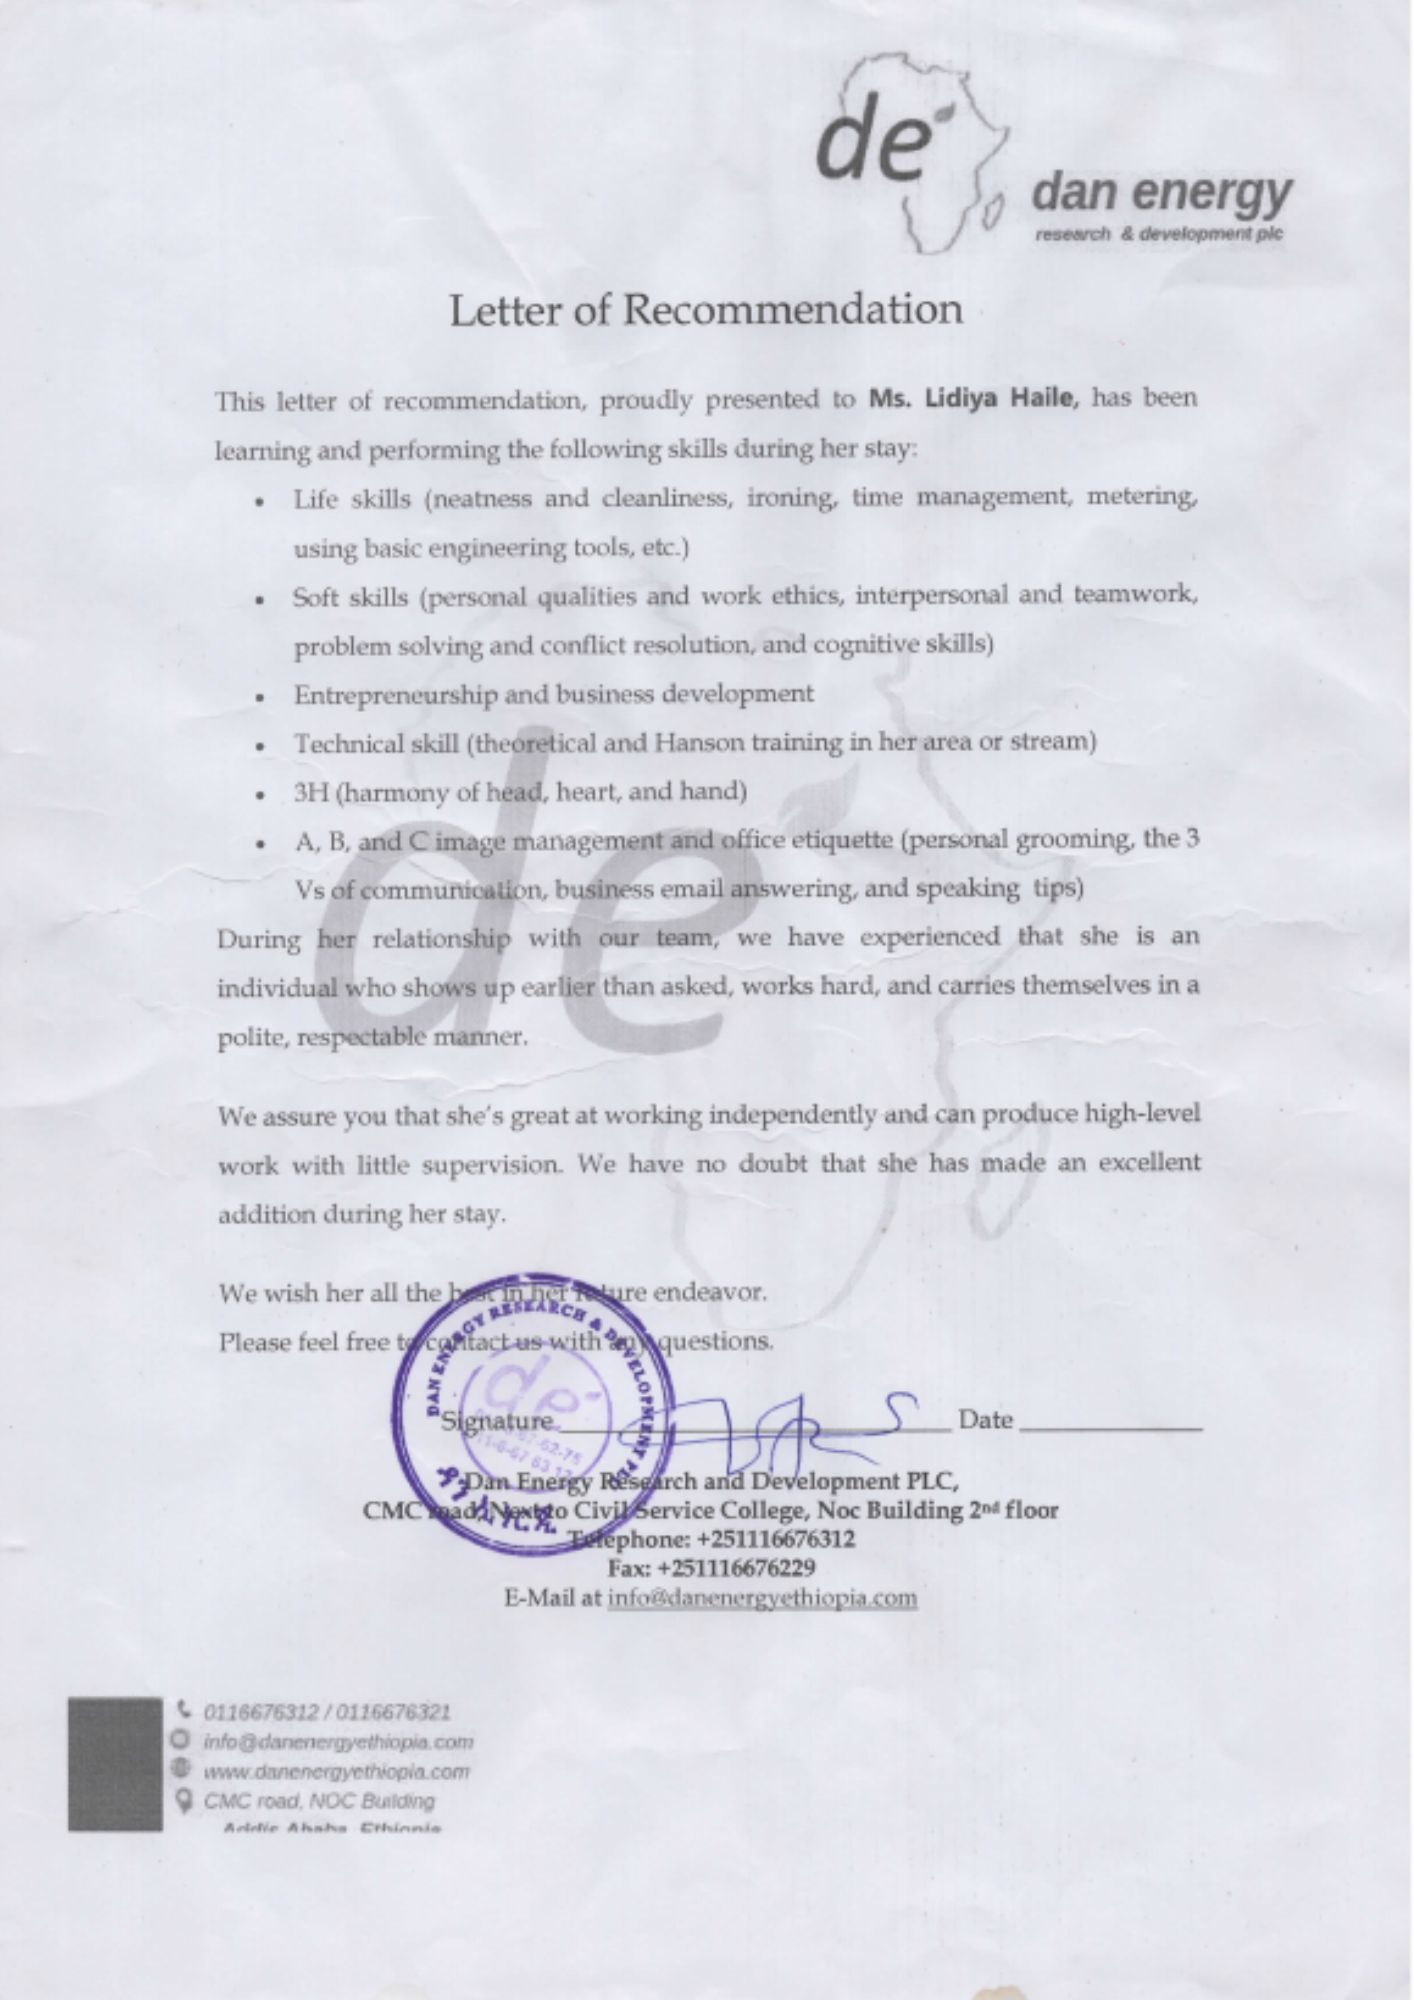 de
dan energy
research & development plc
Letter of Recommendation
This letter of recommendation, proudly presented to Ms. Lidiya Haile, has been
learning and performing the following skills during her stay:
• Life skills (neatness and cleanliness, ironing, time management, metering,
using basic engineering tools, etc.)
• Soft skills (personal qualities and work ethics, interpersonal and teamwork,
problem solving and conflict resolution, and cognitive skills)
• Entrepreneurship and business development
• Technical skill (theoretical and Hanson training in her area or stream)
• 3H (harmony of head, heart, and hand)
• A, B, and C image management and office etiquette (personal grooming, the 3
Vs of communication, business email answering, and speaking tips)
During her relationship with our team, we have experienced that she is an
individual who shows up earlier than asked, works hard, and carries themselves in a
polite, respectable manner.
We assure you that she's great at working independently and can produce high-level
work with little supervision. We have no doubt that she has made an excellent
addition during her stay.
We wish her all the best in her future endeavor.
Please feel free to contact us with any questions.
DAN ENERGY RESEARCH & DEVELOPMENT PLC
de
Signature Date
Dan Energy Research and Development PLC,
CMC road, Next to Civil Service College, Noc Building 2nd floor
Telephone: +251116676312
Fax: +251116676229
E-Mail at info@danenergyethiopia.com
0116676312 / 0116676321
info@danenergyethiopia.com
www.danenergyethiopia.com
CMC road, NOC Building
Addis Ababa, Ethiopia